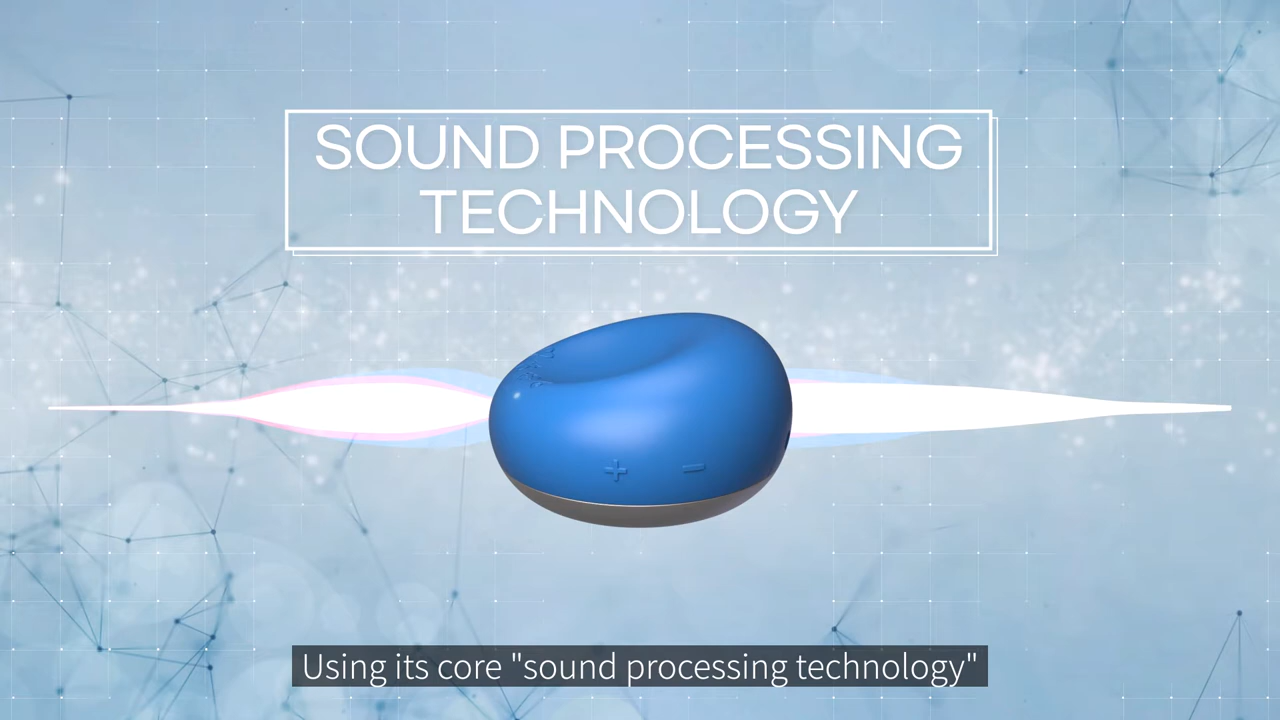 SOUND PROCESSING
TECHNOLOGY
+ −
Using its core "sound processing technology"